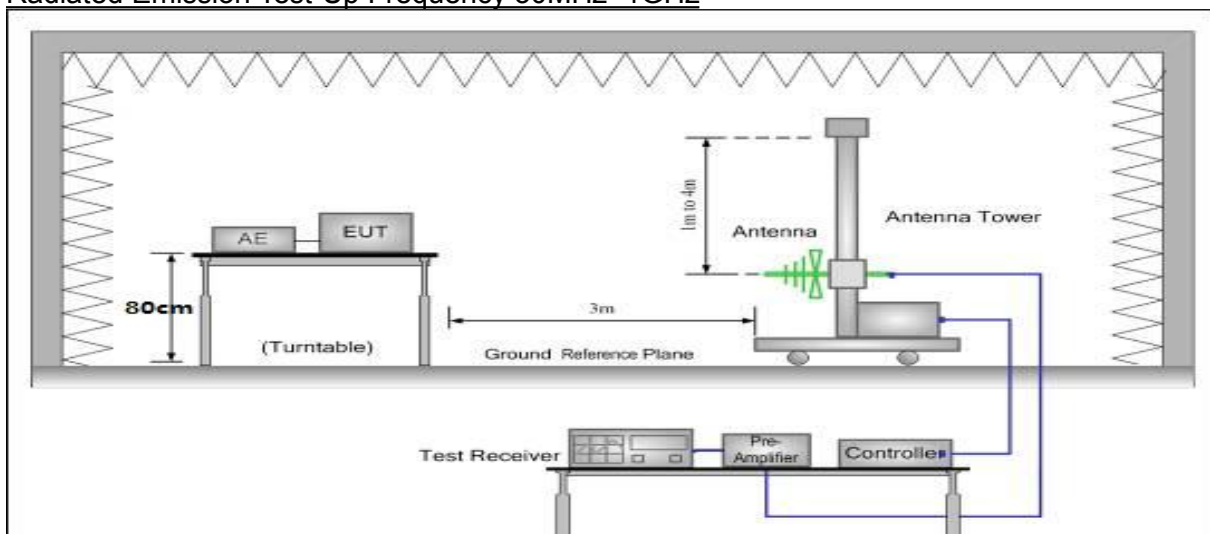 Radiated Emission Test-Up Frequency 30MHz~1GHz
1m to 4m
Antenna Tower
Antenna
AE
EUT
80cm
3m
(Turntable)
Ground Reference Plane
Test Receiver
Pre-
Amplifier
Controller